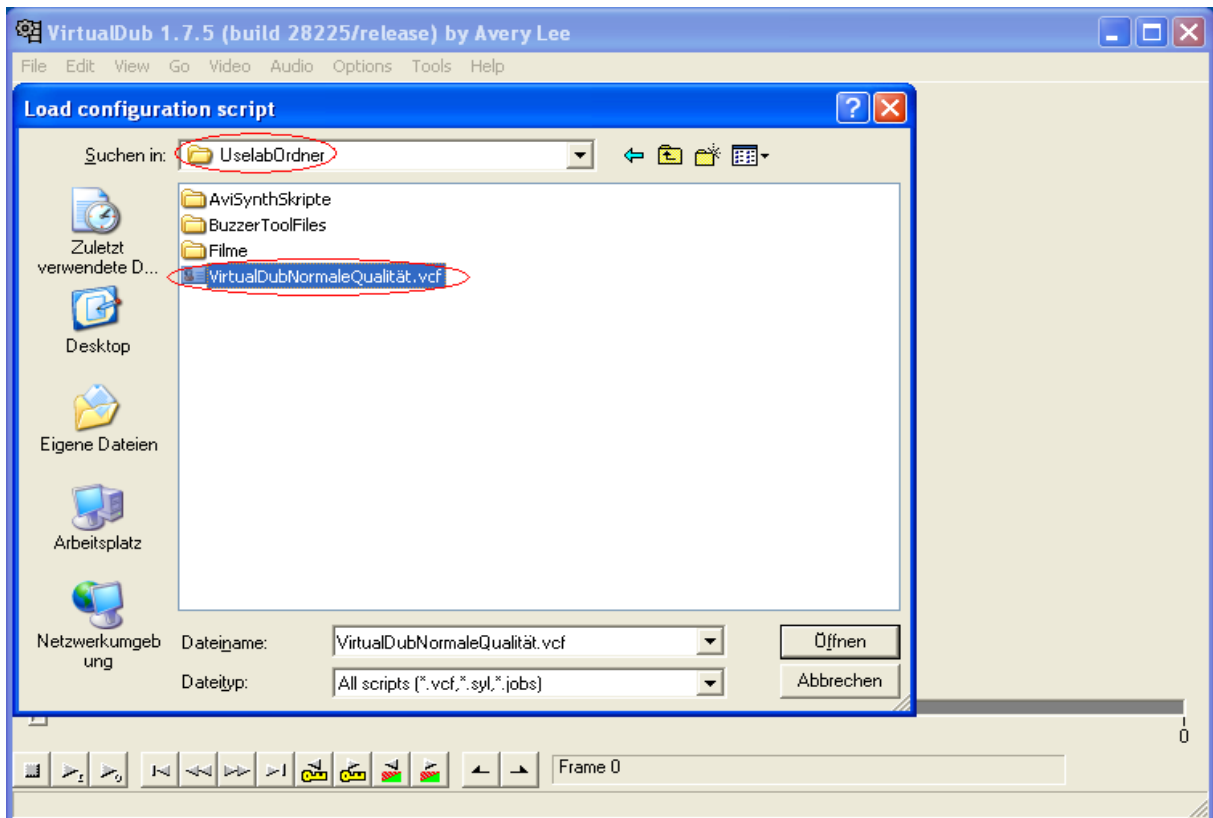 VirtualDub 1.7.5 (build 28225/release) by Avery Lee
File Edit View Go Video Audio Options Tools Help
Load configuration script
Suchen in: UselabOrdner
AviSynthSkripte
BuzzerToolFiles
Filme
VirtualDubNormaleQualität.vcf
Zuletzt
verwendete D...
Desktop
Eigene Dateien
Arbeitsplatz
Netzwerkumgeb
ung
Dateiname: VirtualDubNormaleQualität.vcf Öffnen
Dateityp: All scripts (*.vcf,*.syl,*.jobs) Abbrechen
0
Frame 0